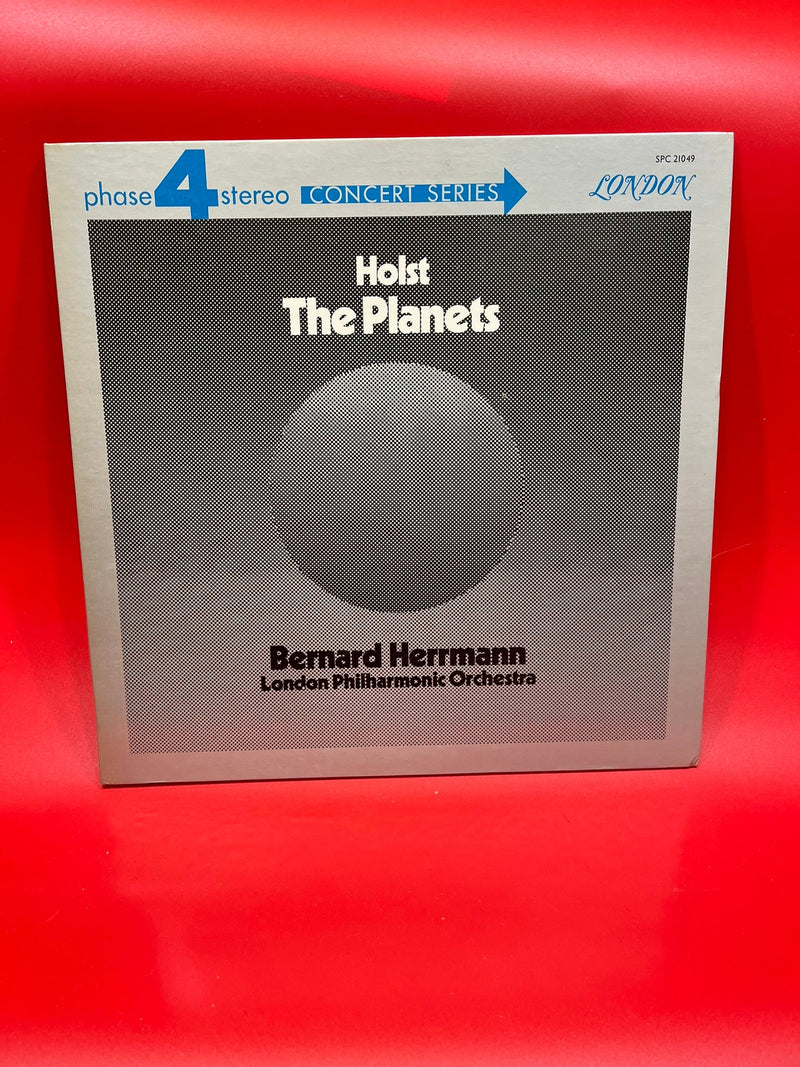 SPC 21049
phase 4 stereo CONCERT SERIES
LONDON
Holst
The Planets
Bernard Herrmann
London Philharmonic Orchestra